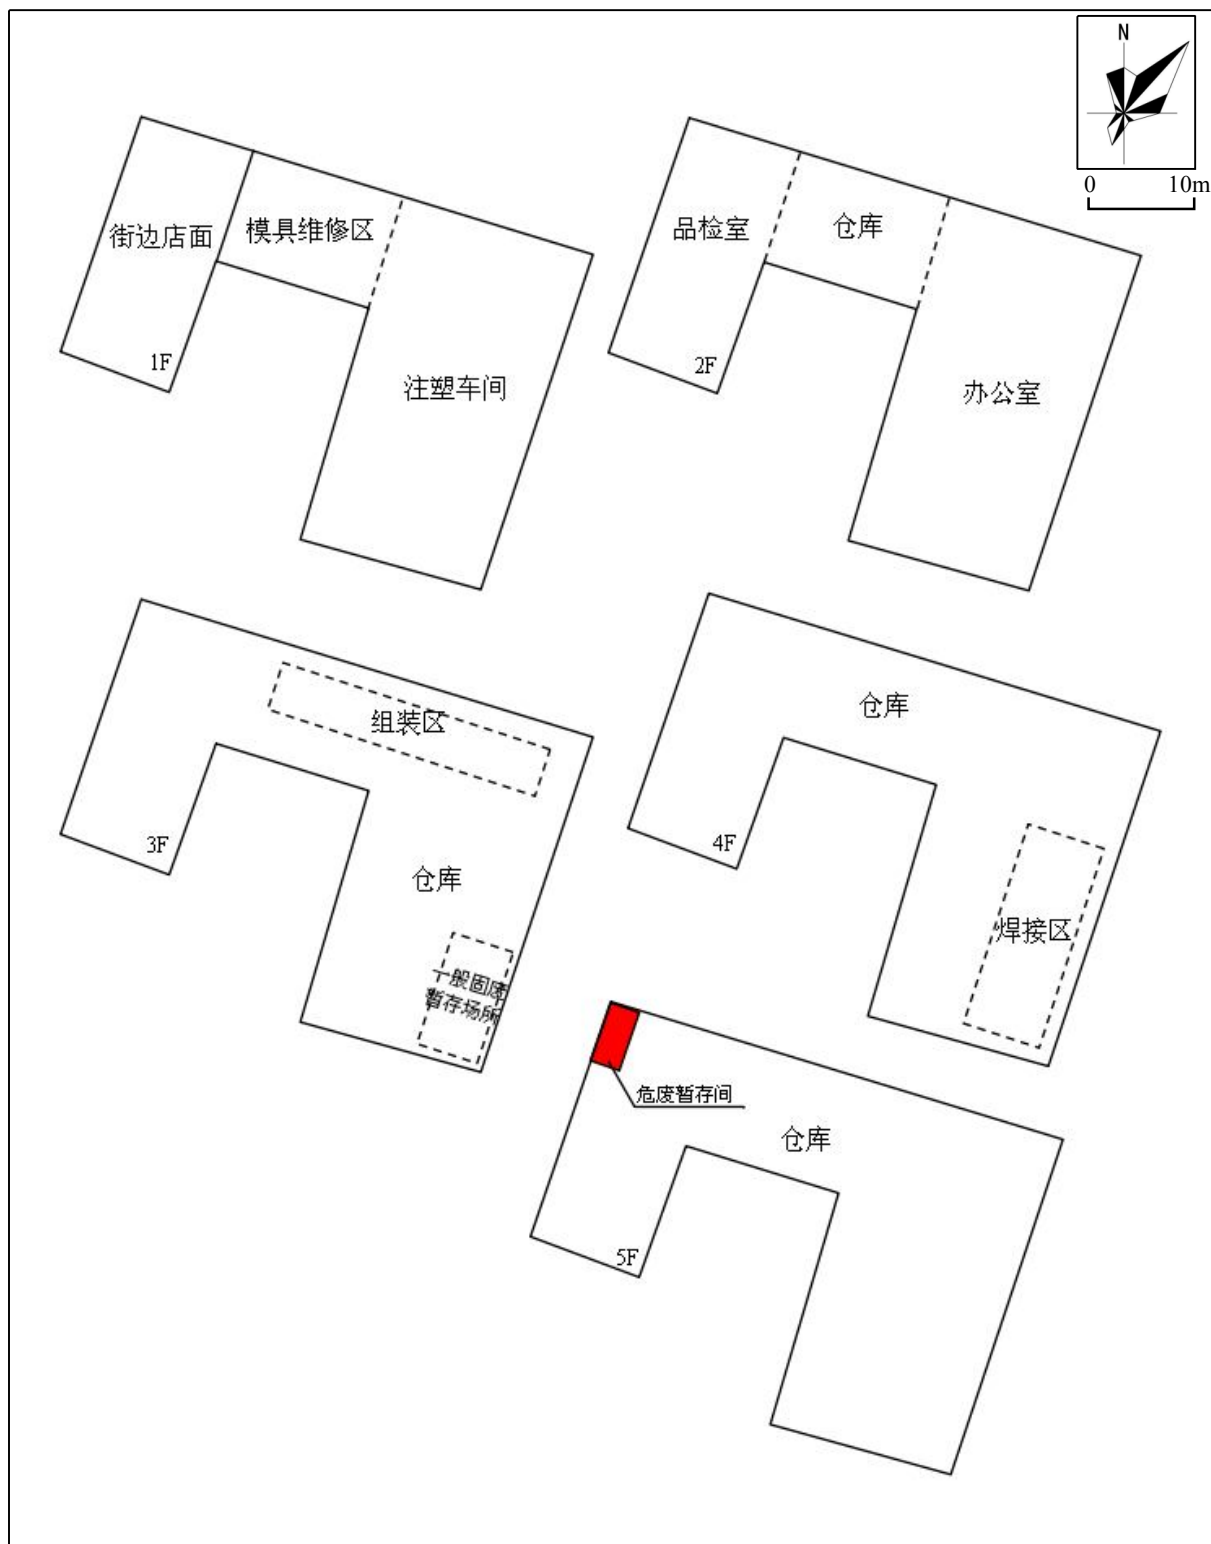 N
0 10m
街边店面
模具维修区
注塑车间
1F
品检室
仓库
办公室
2F
组装区
仓库
一般固废
暂存场所
3F
仓库
焊接区
4F
危废暂存间
仓库
5F